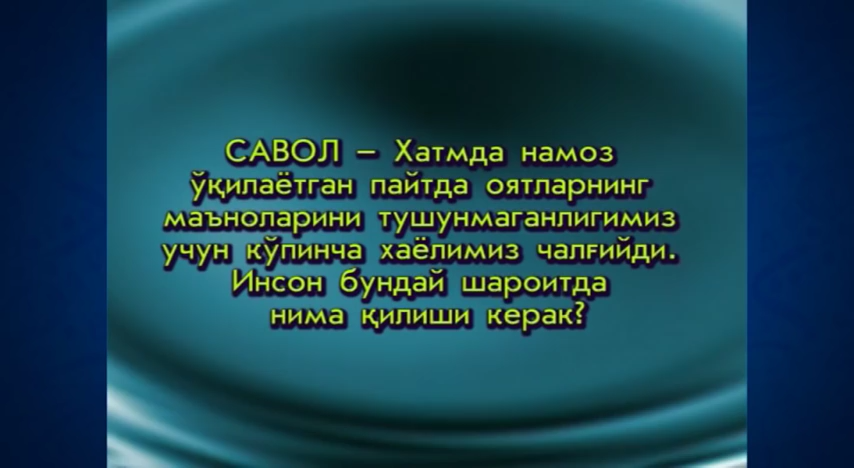 САВОЛ – Хатмда намоз
ўқилаётган пайтда оятларнинг
маъноларини тушунмаганлигимиз
учун кўпинча хаёлимиз чалғийди.
Инсон бундай шароитда
нима қилиши керак?